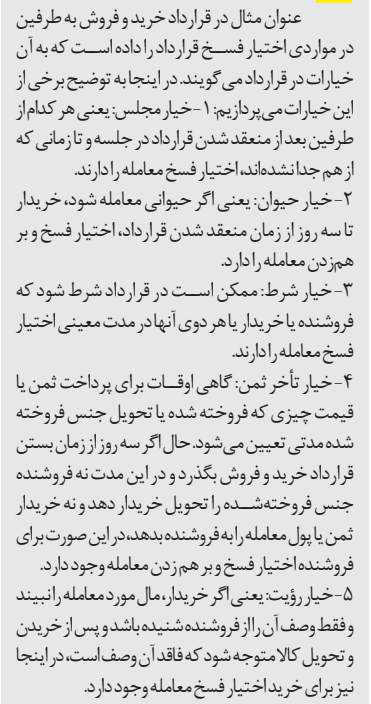 عنوان مثال در قرارداد خرید و فروش به طرفین
در مواردی اختیار فسخ قرارداد را داده است که به آن
خیارات در قرارداد می گویند. در اینجا به توضیح برخی از
این خیارات می‌پردازیم: ۱- خیار مجلس: یعنی هر کدام از
طرفین بعد از منعقد شدن قرارداد در جلسه و تا زمانی که
از هم جدا نشده‌اند، اختیار فسخ معامله را دارند.
۲- خیار حیوان: یعنی اگر حیوانی معامله شود، خریدار
تا سه روز از زمان منعقد شدن قرارداد، اختیار فسخ و بر
هم‌زدن معامله را دارد.
۳- خیار شرط: ممکن است در قرارداد شرط شود که
فروشنده یا خریدار یا هر دوی آنها در مدت معینی اختیار
فسخ معامله را دارند.
۴- خیار تأخر ثمن: گاهی اوقات برای پرداخت ثمن یا
قیمت چیزی که فروخته شده یا تحویل جنس فروخته
شده مدتی تعیین می‌شود. حال اگر سه روز از زمان بستن
قرارداد خرید و فروش بگذرد و در این مدت نه فروشنده
جنس فروخته‌شده را تحویل خریدار دهد و نه خریدار
ثمن یا پول معامله را به فروشنده بدهد، در این صورت برای
فروشنده اختیار فسخ و بر هم زدن معامله وجود دارد.
۵- خیار رؤیت: یعنی اگر خریدار، مال مورد معامله را نبیند
و فقط وصف آن را از فروشنده شنیده باشد و پس از خریدن
و تحویل کالا متوجه شود که فاقد آن وصف است، در اینجا
نیز برای خرید اختیار فسخ معامله وجود دارد.